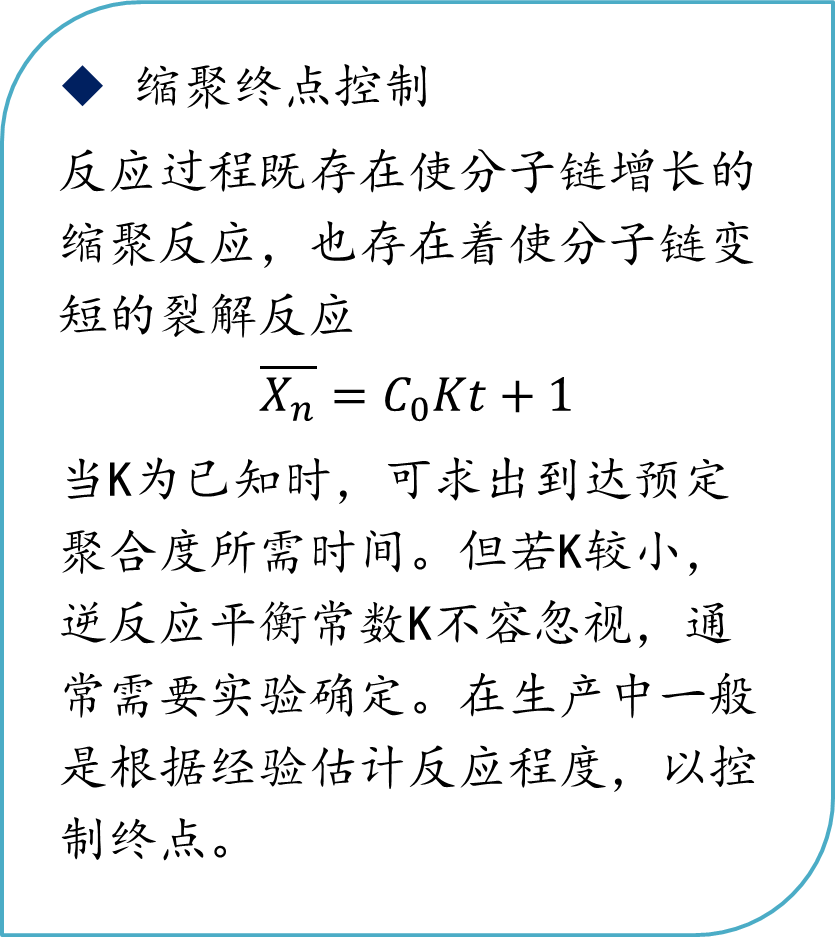 ◆ 缩聚终点控制
反应过程既存在使分子链增长的
缩聚反应，也存在着使分子链变
短的裂解反应
$\overline{X_n} = C_0Kt + 1$
当K为已知时，可求出到达预定
聚合度所需时间。但若K较小，
逆反应平衡常数K不容忽视，通
常需要实验确定。在生产中一般
是根据经验估计反应程度，以控
制终点。